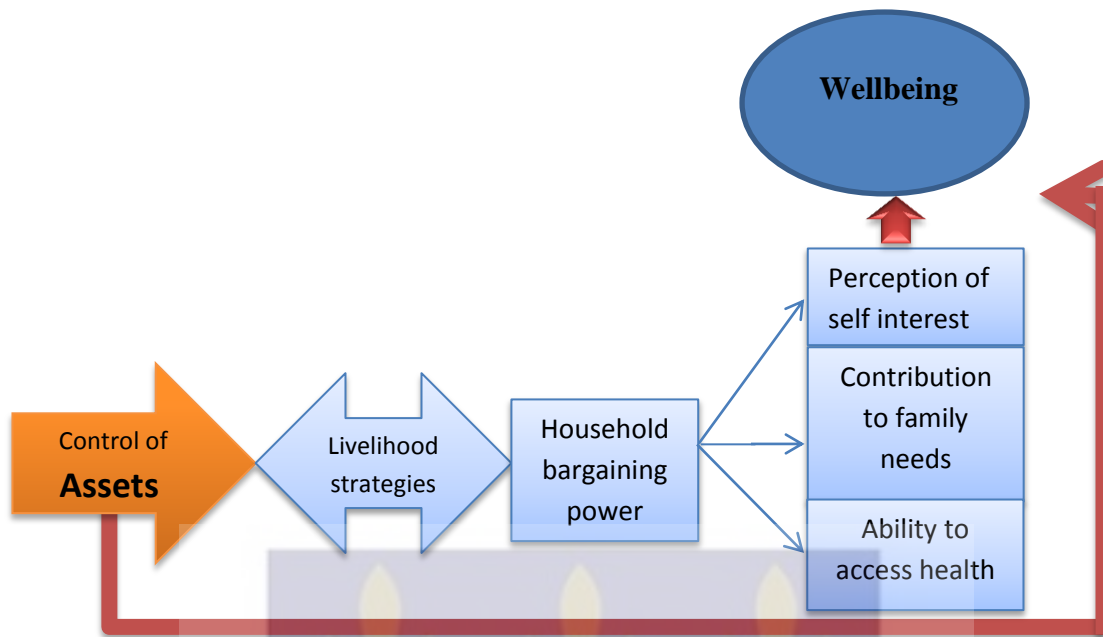 Wellbeing
Perception of
self interest
Contribution
to family
needs
Ability to
access health
Household
bargaining
power
Livelihood
strategies
Control of
Assets